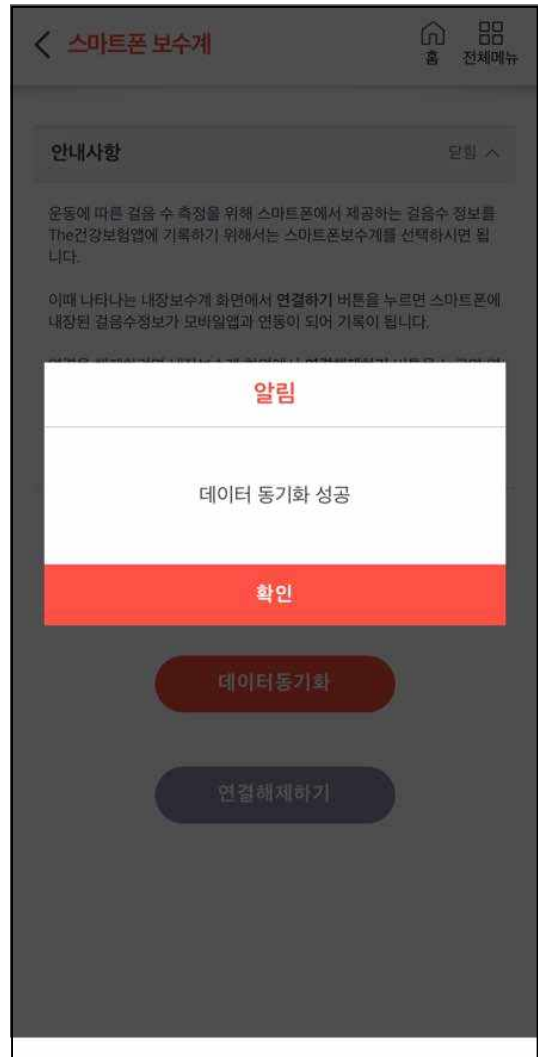 스마트폰 보수계
홈
전체메뉴
안내사항
닫힘
운동에 따른 걸음 수 측정을 위해 스마트폰에서 제공하는 걸음수 정보를
The건강보험앱에 기록하기 위해서는 스마트폰보수계를 선택하시면 됩
니다.
이때 나타나는 내장보수계 화면에서 연결하기 버튼을 누르면 스마트폰에
내장된 걸음수정보가 모바일앱과 연동이 되어 기록이 됩니다.
알림
데이터 동기화 성공
확인
데이터동기화
연결해제하기